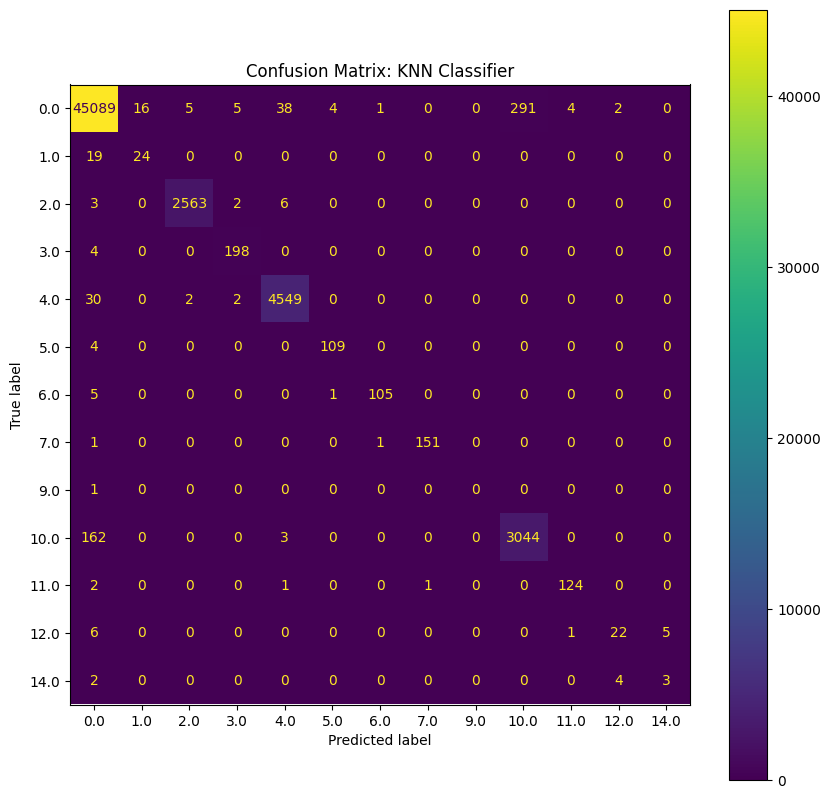 Confusion Matrix: KNN Classifier
0.0 45089 16 5 5 38 4 1 0 0 291 4 2 0
1.0 19 24 0 0 0 0 0 0 0 0 0 0 0
2.0 3 0 2563 2 6 0 0 0 0 0 0 0 0
3.0 4 0 0 198 0 0 0 0 0 0 0 0 0
4.0 30 0 2 2 4549 0 0 0 0 0 0 0 0
5.0 4 0 0 0 0 109 0 0 0 0 0 0 0
6.0 5 0 0 0 0 1 105 0 0 0 0 0 0
7.0 1 0 0 0 0 0 1 151 0 0 0 0 0
9.0 1 0 0 0 0 0 0 0 0 0 0 0 0
10.0 162 0 0 0 3 0 0 0 0 3044 0 0 0
11.0 2 0 0 0 1 0 0 1 0 0 124 0 0
12.0 6 0 0 0 0 0 0 0 0 0 1 22 5
14.0 2 0 0 0 0 0 0 0 0 0 0 4 3
0.0 1.0 2.0 3.0 4.0 5.0 6.0 7.0 9.0 10.0 11.0 12.0 14.0
Predicted label
True label
40000
30000
20000
10000
0